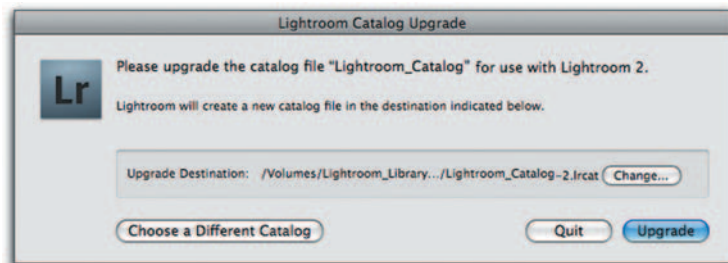 Lightroom Catalog Upgrade
Lr
Please upgrade the catalog file “Lightroom_Catalog” for use with Lightroom 2.
Lightroom will create a new catalog file in the destination indicated below.
Upgrade Destination: /Volumes/Lightroom_Library.../Lightroom_Catalog-2.lrcat Change...
Choose a Different Catalog Quit Upgrade